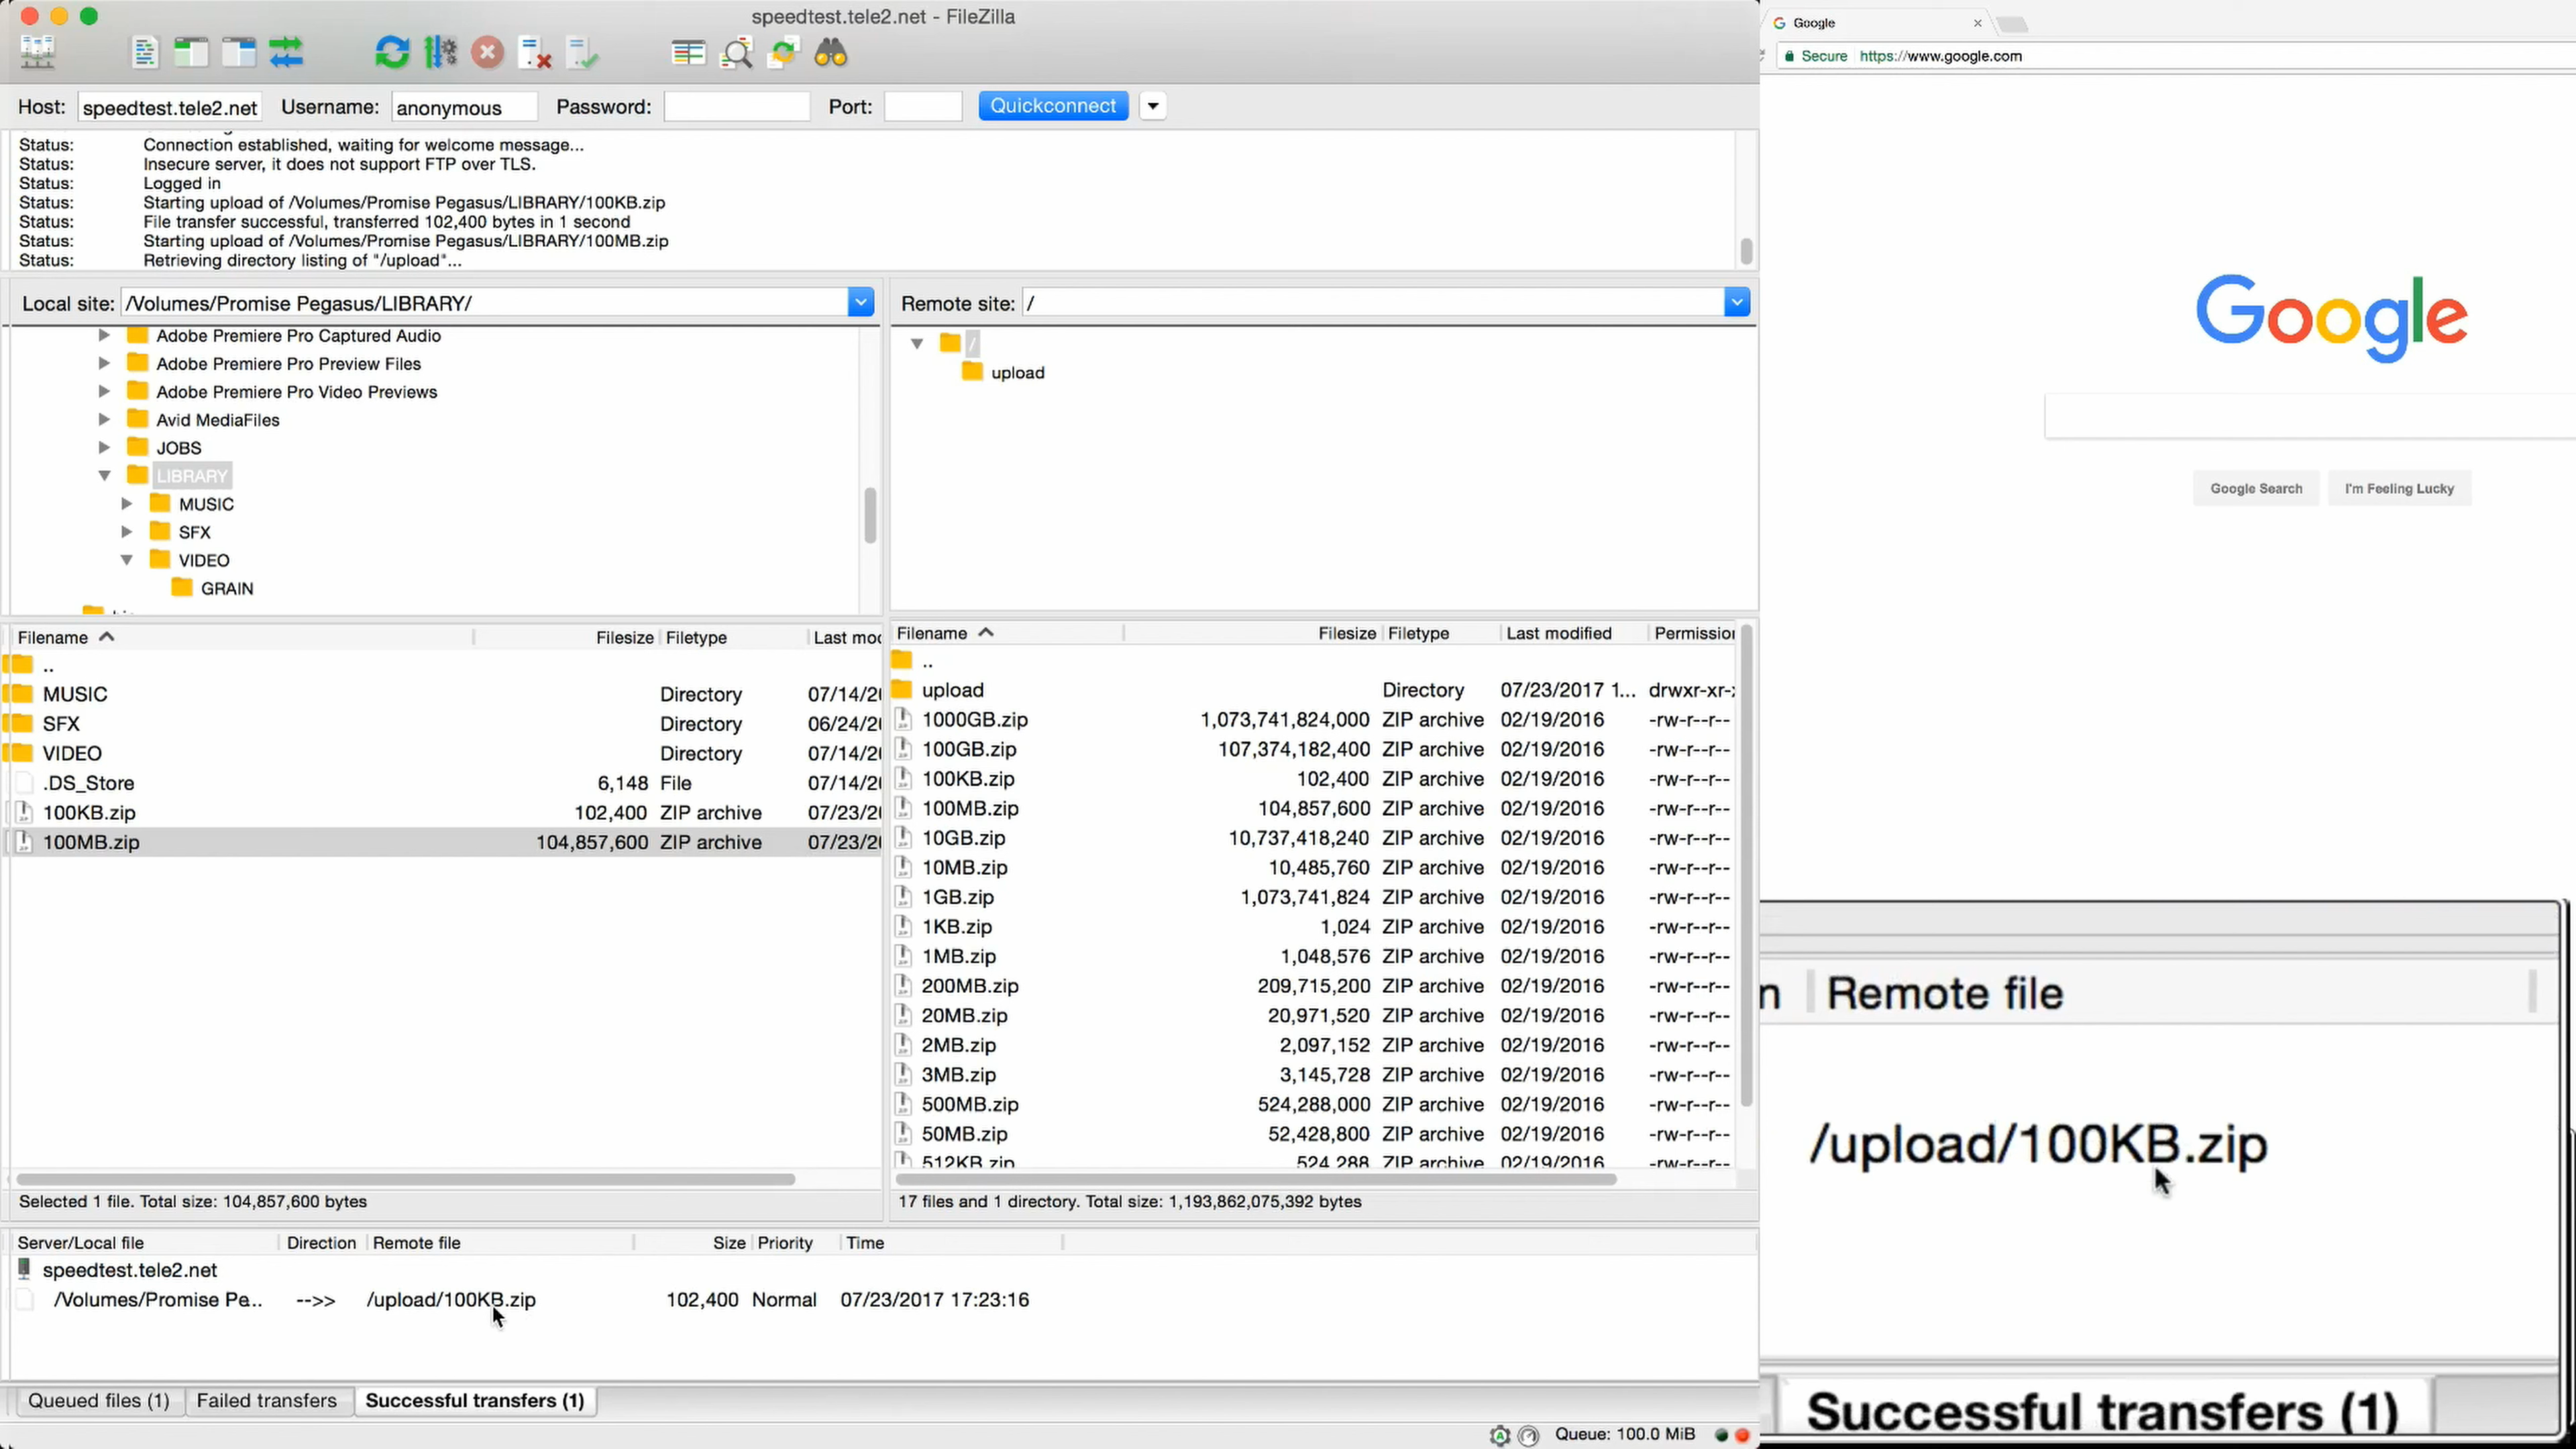 speedtest.tele2.net - FileZilla
Host: speedtest.tele2.net Username: anonymous Password: Port: Quickconnect
Status: Connection established, waiting for welcome message...
Status: Insecure server, it does not support FTP over TLS.
Status: Logged in
Status: Starting upload of /Volumes/Promise Pegasus/LIBRARY/100KB.zip
Status: File transfer successful, transferred 102,400 bytes in 1 second
Status: Starting upload of /Volumes/Promise Pegasus/LIBRARY/100MB.zip
Status: Retrieving directory listing of "/upload"...
Local site: /Volumes/Promise Pegasus/LIBRARY/
Adobe Premiere Pro Captured Audio
Adobe Premiere Pro Preview Files
Adobe Premiere Pro Video Previews
Avid MediaFiles
JOBS
LIBRARY
MUSIC
SFX
VIDEO
GRAIN
Filename Filesize Filetype Last mod
..
MUSIC Directory 07/14/20
SFX Directory 06/24/20
VIDEO Directory 07/14/20
.DS_Store 6,148 File 07/14/20
100KB.zip 102,400 ZIP archive 07/23/20
100MB.zip 104,857,600 ZIP archive 07/23/20
Selected 1 file. Total size: 104,857,600 bytes
Remote site: /
/
upload
Filename Filesize Filetype Last modified Permission
..
upload Directory 07/23/2017 1... drwxr-xr-x
1000GB.zip 1,073,741,824,000 ZIP archive 02/19/2016 -rw-r--r--
100GB.zip 107,374,182,400 ZIP archive 02/19/2016 -rw-r--r--
100KB.zip 102,400 ZIP archive 02/19/2016 -rw-r--r--
100MB.zip 104,857,600 ZIP archive 02/19/2016 -rw-r--r--
10GB.zip 10,737,418,240 ZIP archive 02/19/2016 -rw-r--r--
10MB.zip 10,485,760 ZIP archive 02/19/2016 -rw-r--r--
1GB.zip 1,073,741,824 ZIP archive 02/19/2016 -rw-r--r--
1KB.zip 1,024 ZIP archive 02/19/2016 -rw-r--r--
1MB.zip 1,048,576 ZIP archive 02/19/2016 -rw-r--r--
200MB.zip 209,715,200 ZIP archive 02/19/2016 -rw-r--r--
20MB.zip 20,971,520 ZIP archive 02/19/2016 -rw-r--r--
2MB.zip 2,097,152 ZIP archive 02/19/2016 -rw-r--r--
3MB.zip 3,145,728 ZIP archive 02/19/2016 -rw-r--r--
500MB.zip 524,288,000 ZIP archive 02/19/2016 -rw-r--r--
50MB.zip 52,428,800 ZIP archive 02/19/2016 -rw-r--r--
512KB.zip 524,288 ZIP archive 02/19/2016 -rw-r--r--
17 files and 1 directory. Total size: 1,193,862,075,392 bytes
Server/Local file Direction Remote file Size Priority Time
speedtest.tele2.net
/Volumes/Promise Pe... -->> /upload/100KB.zip 102,400 Normal 07/23/2017 17:23:16
Queued files (1) Failed transfers Successful transfers (1)
Queue: 100.0 MiB
Google
Secure https://www.google.com
Google
Google Search I'm Feeling Lucky
n Remote file
/upload/100KB.zip
Successful transfers (1)